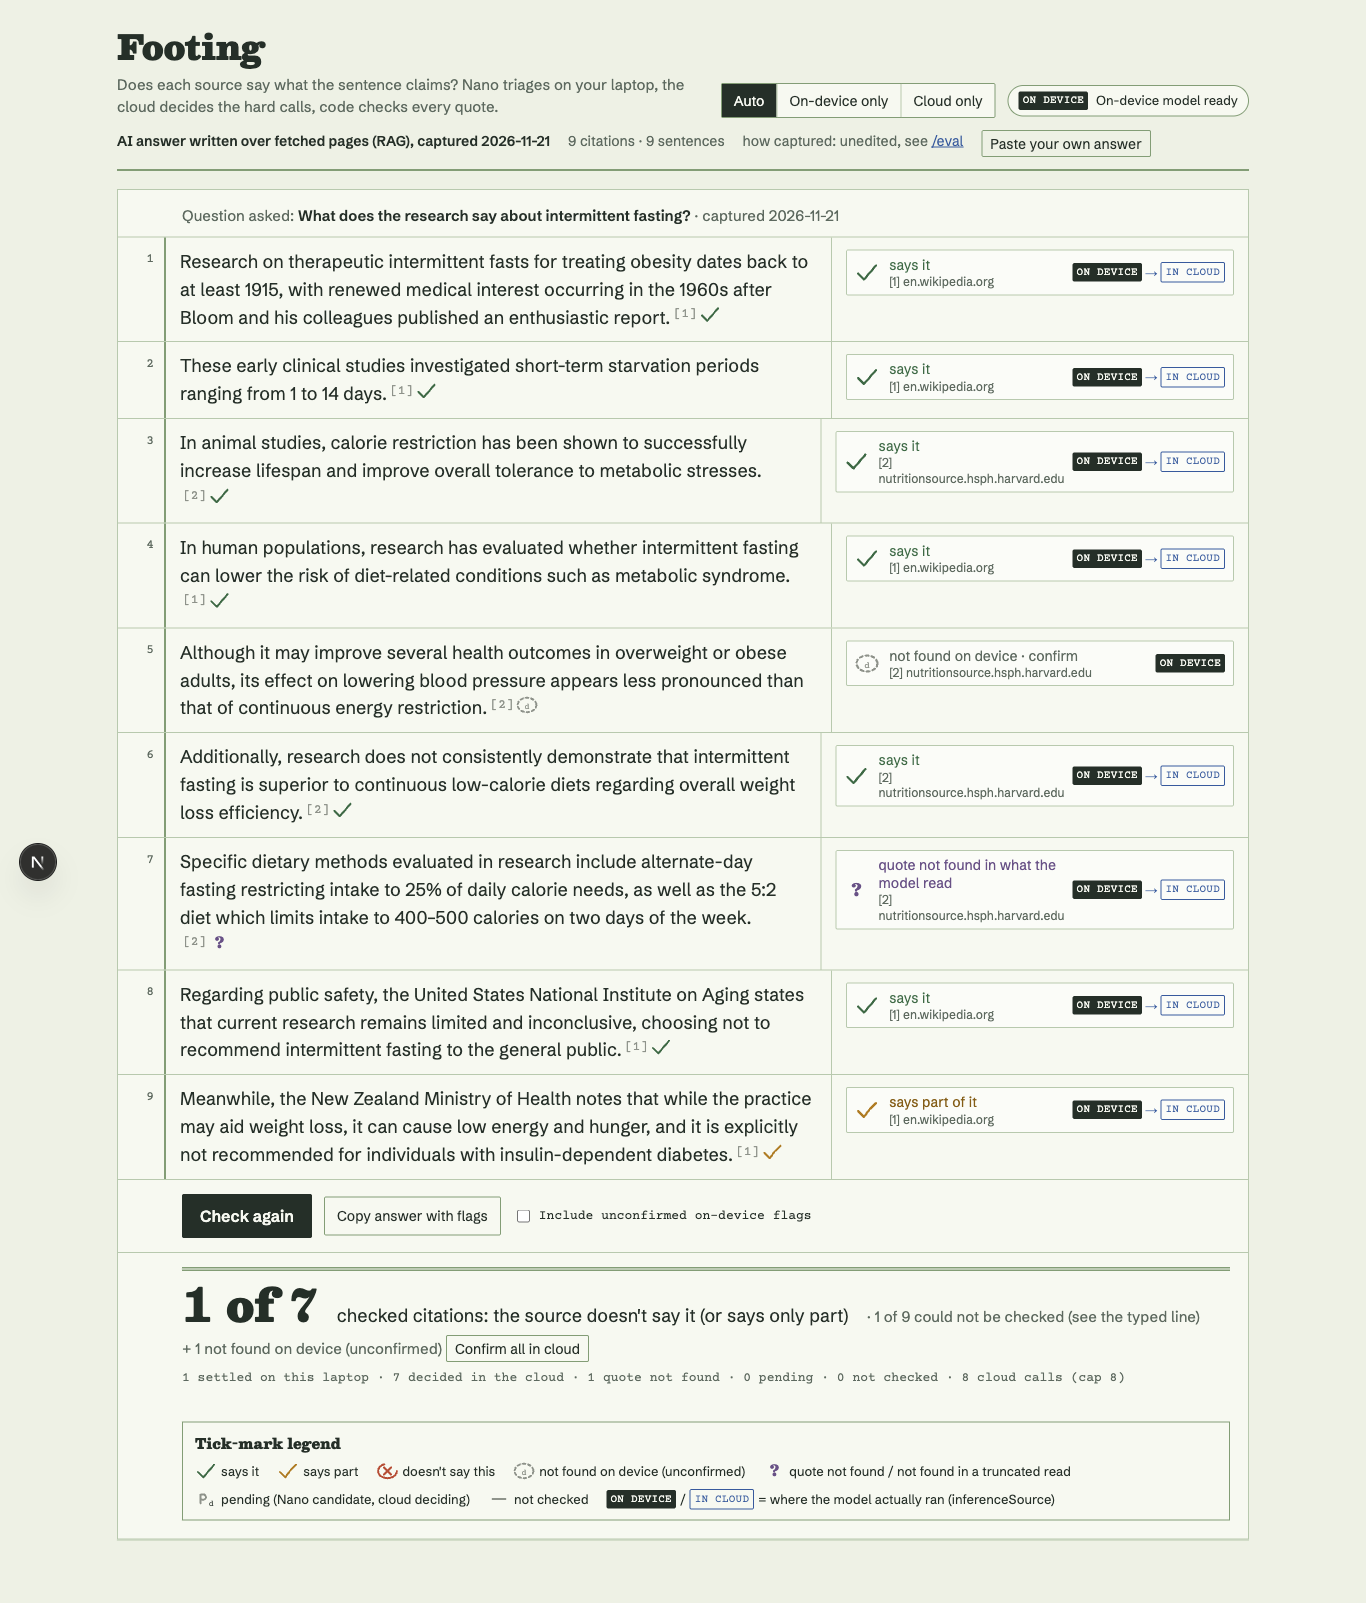 Footing
Does each source say what the sentence claims? Nano triages on your laptop, the
cloud decides the hard calls, code checks every quote.
Auto On-device only Cloud only ON DEVICE On-device model ready
AI answer written over fetched pages (RAG), captured 2026-11-21 9 citations · 9 sentences how captured: unedited, see /eval Paste your own answer
Question asked: What does the research say about intermittent fasting? · captured 2026-11-21
1
Research on therapeutic intermittent fasts for treating obesity dates back to
at least 1915, with renewed medical interest occurring in the 1960s after
Bloom and his colleagues published an enthusiastic report. [1]
says it
[1] en.wikipedia.org
ON DEVICE → IN CLOUD
2
These early clinical studies investigated short-term starvation periods
ranging from 1 to 14 days. [1]
says it
[1] en.wikipedia.org
ON DEVICE → IN CLOUD
3
In animal studies, calorie restriction has been shown to successfully
increase lifespan and improve overall tolerance to metabolic stresses.
[2]
says it
[2]
nutritionsource.hsph.harvard.edu
ON DEVICE → IN CLOUD
4
In human populations, research has evaluated whether intermittent fasting
can lower the risk of diet-related conditions such as metabolic syndrome.
[1]
says it
[1] en.wikipedia.org
ON DEVICE → IN CLOUD
5
Although it may improve several health outcomes in overweight or obese
adults, its effect on lowering blood pressure appears less pronounced than
that of continuous energy restriction. [2] d
d
not found on device · confirm
[2] nutritionsource.hsph.harvard.edu
ON DEVICE
6
Additionally, research does not consistently demonstrate that intermittent
fasting is superior to continuous low-calorie diets regarding overall weight
loss efficiency. [2]
says it
[2]
nutritionsource.hsph.harvard.edu
ON DEVICE → IN CLOUD
7
Specific dietary methods evaluated in research include alternate-day
fasting restricting intake to 25% of daily calorie needs, as well as the 5:2
diet which limits intake to 400–500 calories on two days of the week.
[2] ?
?
quote not found in what the
model read
[2]
nutritionsource.hsph.harvard.edu
ON DEVICE → IN CLOUD
8
Regarding public safety, the United States National Institute on Aging states
that current research remains limited and inconclusive, choosing not to
recommend intermittent fasting to the general public. [1]
says it
[1] en.wikipedia.org
ON DEVICE → IN CLOUD
9
Meanwhile, the New Zealand Ministry of Health notes that while the practice
may aid weight loss, it can cause low energy and hunger, and it is explicitly
not recommended for individuals with insulin-dependent diabetes. [1]
says part of it
[1] en.wikipedia.org
ON DEVICE → IN CLOUD
N
Check again Copy answer with flags Include unconfirmed on-device flags
1 of 7 checked citations: the source doesn't say it (or says only part) · 1 of 9 could not be checked (see the typed line)
+ 1 not found on device (unconfirmed) Confirm all in cloud
1 settled on this laptop · 7 decided in the cloud · 1 quote not found · 0 pending · 0 not checked · 8 cloud calls (cap 8)
Tick-mark legend
says it says part doesn't say this d not found on device (unconfirmed) ? quote not found / not found in a truncated read
Pd pending (Nano candidate, cloud deciding) — not checked ON DEVICE / IN CLOUD = where the model actually ran (inferenceSource)